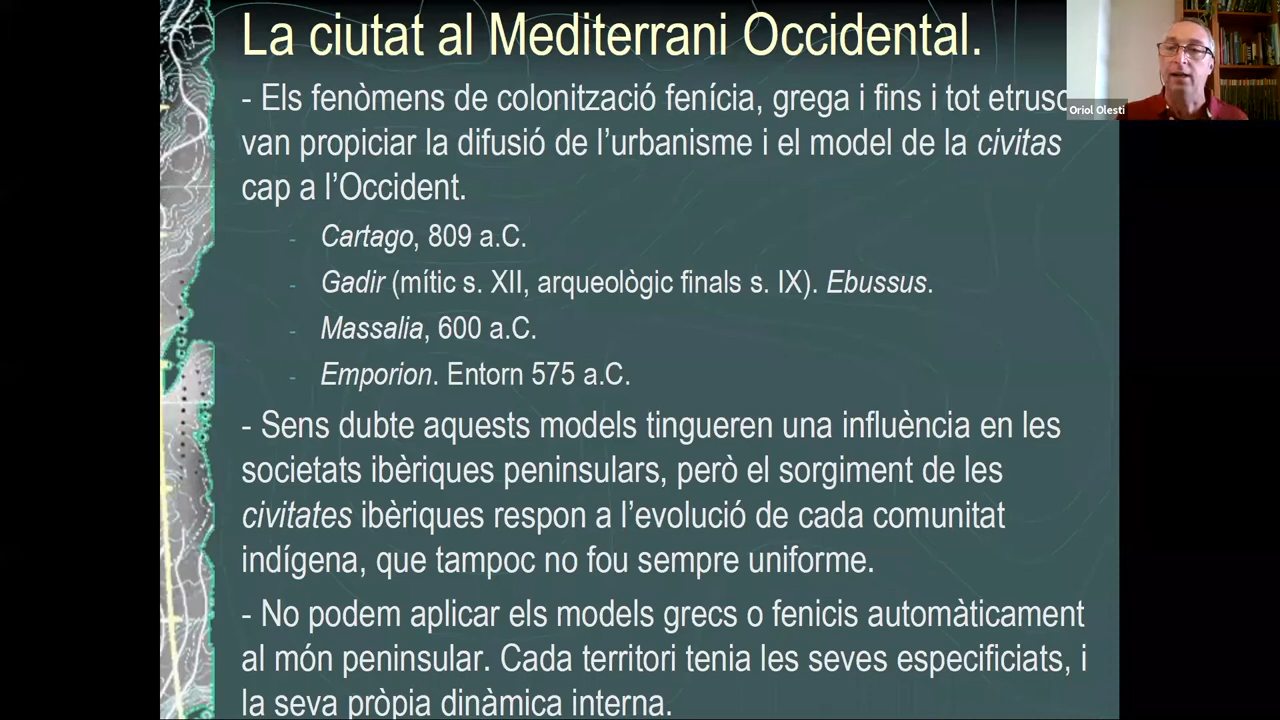 La ciutat al Mediterrani Occidental.
- Els fenòmens de colonització fenícia, grega i fins i tot
van propiciar la difusió de l'urbanisme i el model de la civitas
cap a l'Occident.
- Cartago, 809 a.C.
- Gadir (mític s. XII, arqueològic finals s. IX). Ebussus.
- Massalia, 600 a.C.
- Emporion. Entorn 575 a.C.
- Sens dubte aquests models tingueren una influència en les
societats ibèriques peninsulars, però el sorgiment de les
civitates ibèriques respon a l'evolució de cada comunitat
indígena, que tampoc no fou sempre uniforme.
- No podem aplicar els models grecs o fenicis automàticament
al món peninsular. Cada territori tenia les seves especificiats, i
la seva pròpia dinàmica interna.
Oriol Olesti